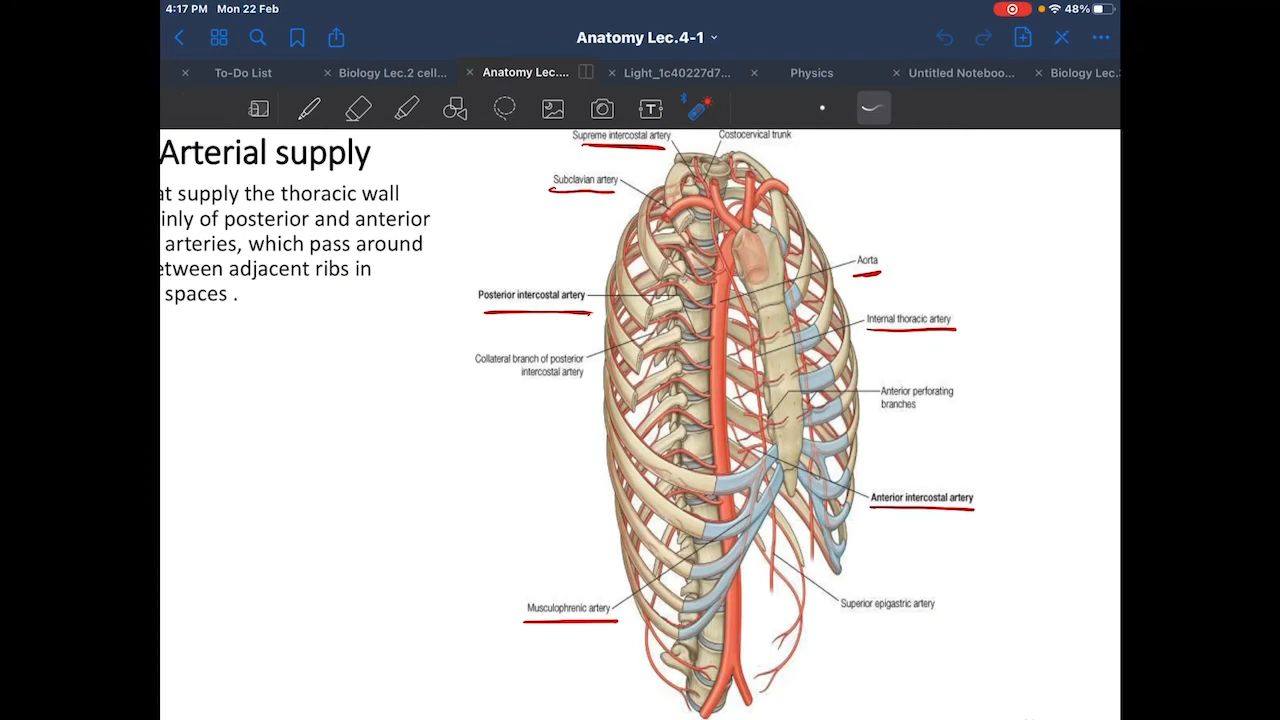 4:17 PM Mon 22 Feb
48%
Anatomy Lec.4-1
To-Do List
Biology Lec.2 cell...
Anatomy Lec....
Light_1c40227d7...
Physics
Untitled Noteboo...
Biology Lec.
T
Arterial supply
at supply the thoracic wall
inly of posterior and anterior
arteries, which pass around
etween adjacent ribs in
spaces .
Supreme intercostal artery
Costocervical trunk
Subclavian artery
Aorta
Posterior intercostal artery
Internal thoracic artery
Collateral branch of posterior
intercostal artery
Anterior perforating
branches
Anterior intercostal artery
Musculophrenic artery
Superior epigastric artery